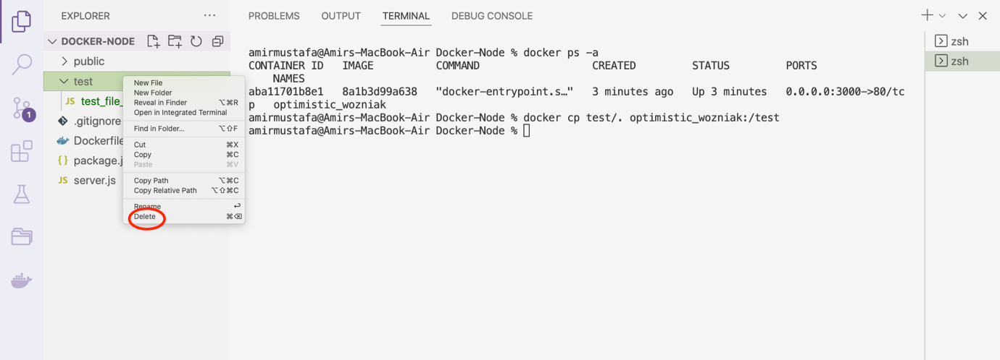 EXPLORER
DOCKER-NODE
public
test
JS test_file_
.gitignore
Dockerfile
{} package.j
JS server.js
1
New File
New Folder
Reveal in Finder ⌥⌘R
Open in Integrated Terminal
Find in Folder... ⌥⇧F
Cut ⌘X
Copy ⌘C
Paste ⌘V
Copy Path ⌥⌘C
Copy Relative Path ⌥⇧⌘C
Rename ↩
Delete ⌘⌫
PROBLEMS OUTPUT TERMINAL DEBUG CONSOLE
amirmustafa@Amirs-MacBook-Air Docker-Node % docker ps -a
CONTAINER ID IMAGE COMMAND CREATED STATUS PORTS
NAMES
aba11701b8e1 8a1b3d99a638 "docker-entrypoint.s…" 3 minutes ago Up 3 minutes 0.0.0.0:3000->80/tc
p optimistic_wozniak
amirmustafa@Amirs-MacBook-Air Docker-Node % docker cp test/. optimistic_wozniak:/test
amirmustafa@Amirs-MacBook-Air Docker-Node %
zsh
zsh